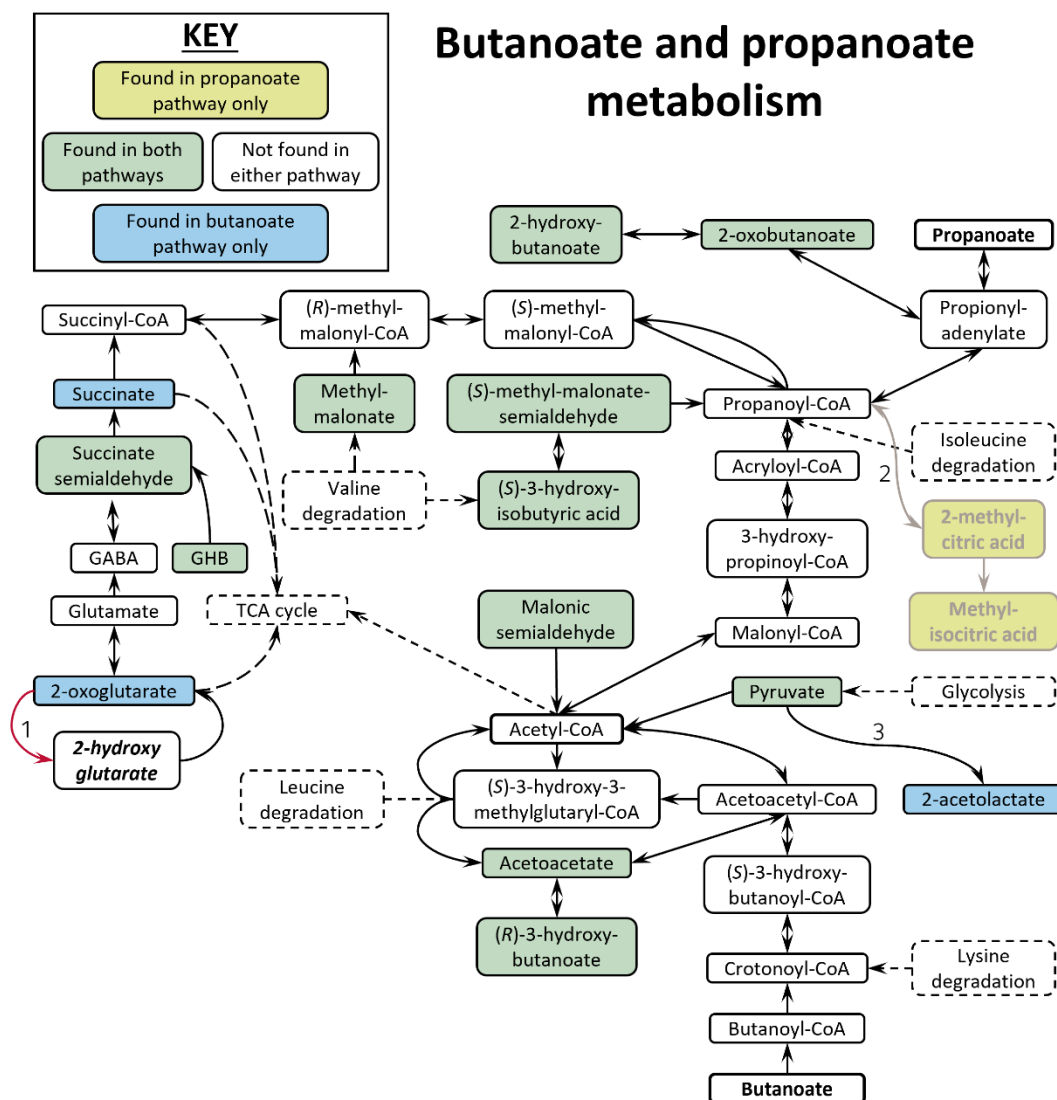 KEY
Found in propanoate
pathway only
Found in both
pathways
Not found in
either pathway
Found in butanoate
pathway only
Butanoate and propanoate
metabolism
2-hydroxy-
butanoate
2-oxobutanoate
Propanoate
Succinyl-CoA
(R)-methyl-
malonyl-CoA
(S)-methyl-
malonyl-CoA
Propionyl-
adenylate
Succinate
Methyl-
malonate
(S)-methyl-malonate-
semialdehyde
Propanoyl-CoA
Succinate
semialdehyde
Valine
degradation
(S)-3-hydroxy-
isobutyric acid
Acryloyl-CoA
2
Isoleucine
degradation
GABA
GHB
3-hydroxy-
propinoyl-CoA
2-methyl-
citric acid
Glutamate
TCA cycle
Malonic
semialdehyde
Malonyl-CoA
Methyl-
isocitric acid
2-oxoglutarate
Pyruvate
Glycolysis
1
2-hydroxy
glutarate
Acetyl-CoA
3
Leucine
degradation
(S)-3-hydroxy-3-
methylglutaryl-CoA
Acetoacetyl-CoA
2-acetolactate
Acetoacetate
(S)-3-hydroxy-
butanoyl-CoA
(R)-3-hydroxy-
butanoate
Crotonoyl-CoA
Lysine
degradation
Butanoyl-CoA
Butanoate